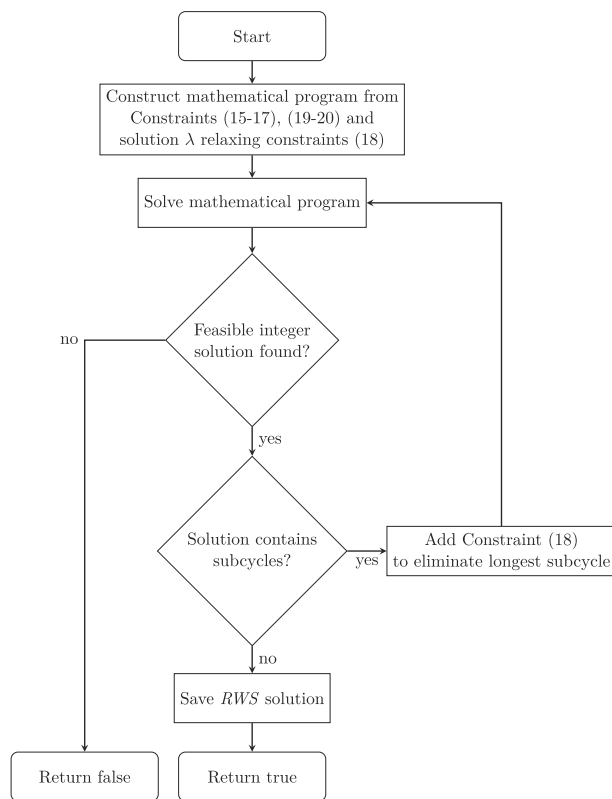 Start
Construct mathematical program from
Constraints (15-17), (19-20) and
solution λ relaxing constraints (18)
Solve mathematical program
Feasible integer
solution found?
no
yes
Solution contains
subcycles?
yes
Add Constraint (18)
to eliminate longest subcycle
no
Save RWS solution
Return false
Return true